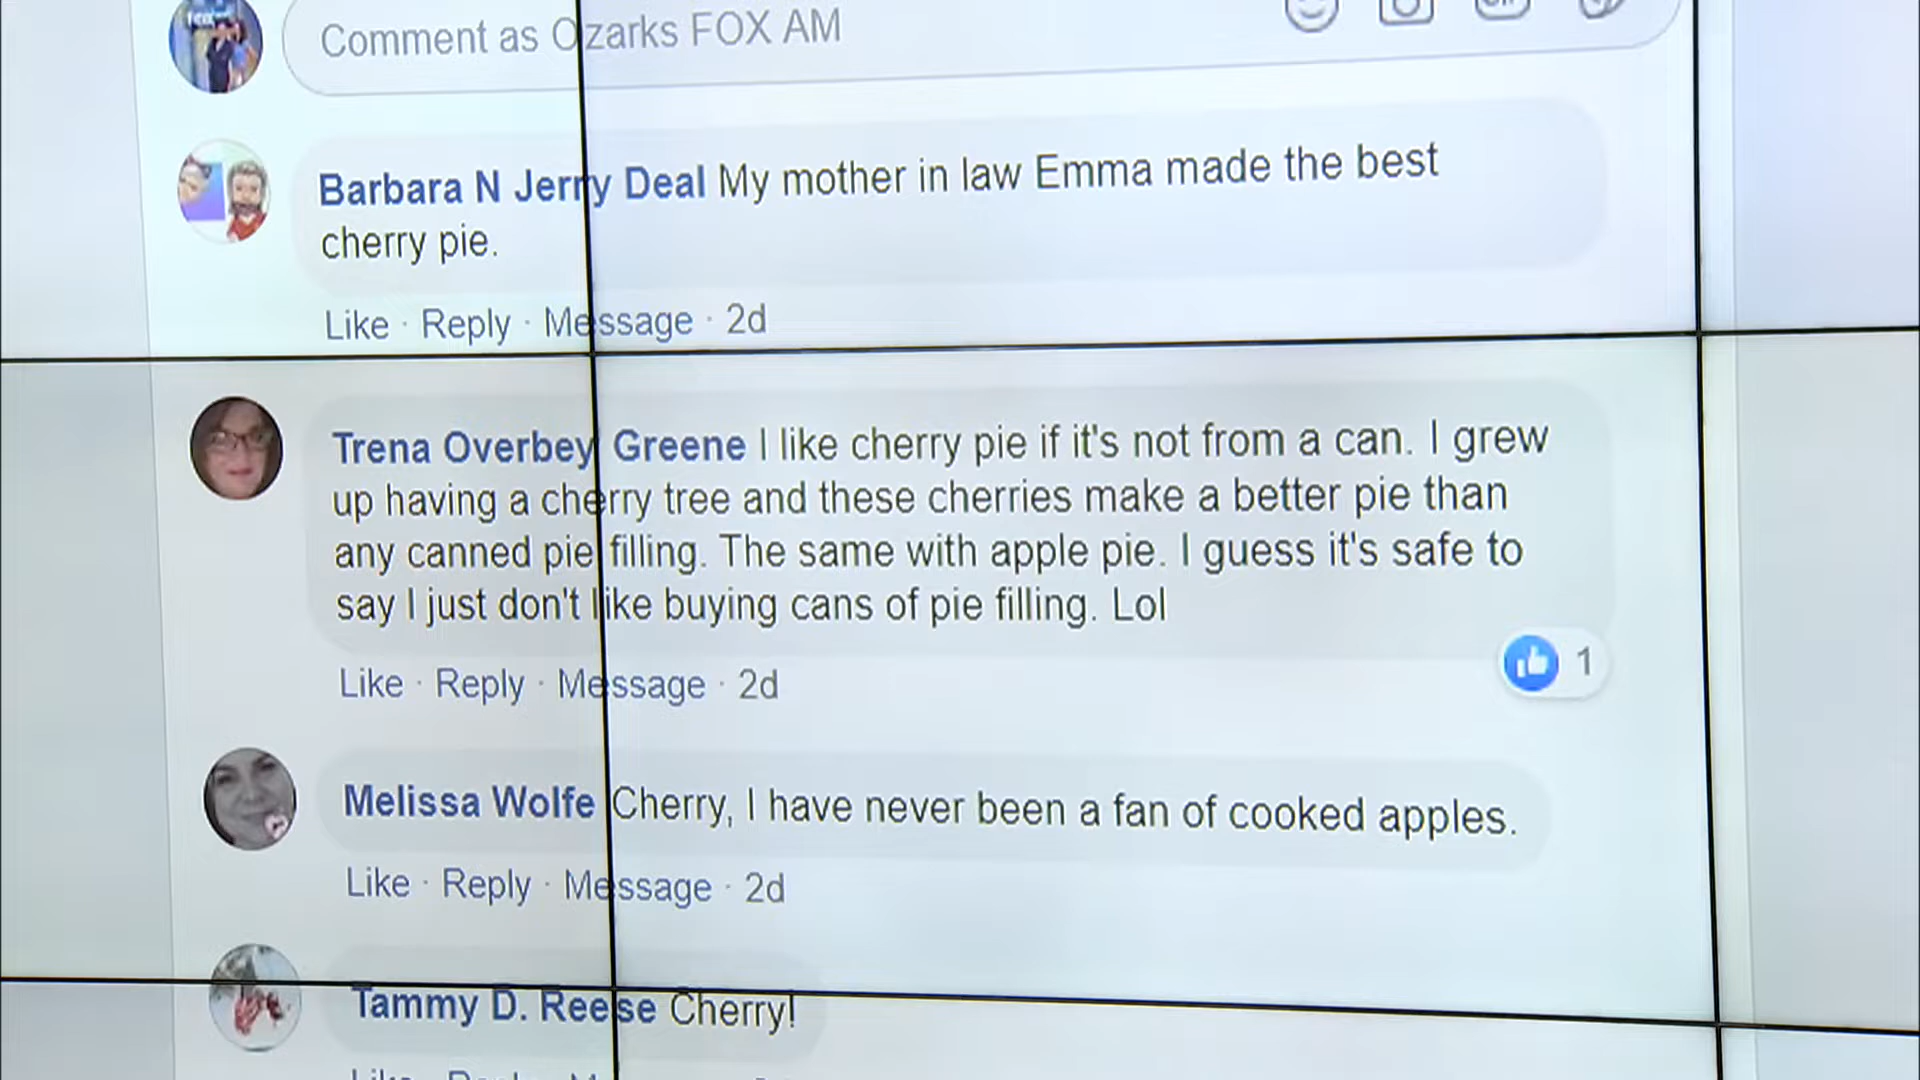 Comment as Ozarks FOX AM
Barbara N Jerry Deal My mother in law Emma made the best
cherry pie.
Like · Reply · Message · 2d
Trena Overbey Greene I like cherry pie if it's not from a can. I grew
up having a cherry tree and these cherries make a better pie than
any canned pie filling. The same with apple pie. I guess it's safe to
say I just don't like buying cans of pie filling. Lol
1
Like · Reply · Message · 2d
Melissa Wolfe Cherry, I have never been a fan of cooked apples.
Like · Reply · Message · 2d
Tammy D. Reese Cherry!